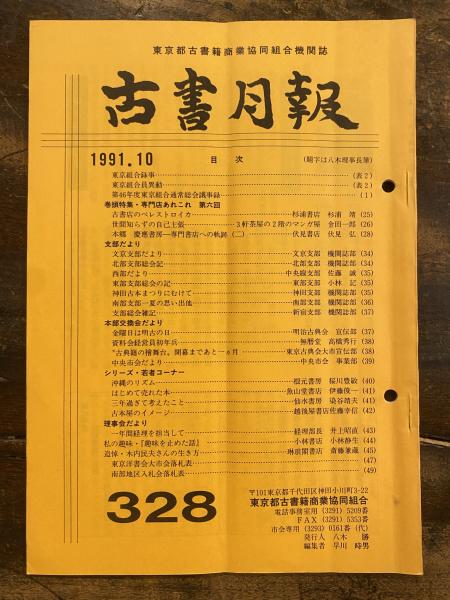 東京都古書籍商業協同組合機関誌
古書月報
1991.10 目次 (題字は八木理事長筆)
東京組合録事 (表2)
東京組合員異動 (表2)
第46年度東京組合通常総会議事録 (1)
巻頭特集・専門店あれこれ 第六回
古書店のペレストロイカ 杉浦書店 杉浦 靖 (25)
世間知らずの自己主張 3軒茶屋の2階のマンガ屋 金田一郎 (26)
本郷 慶應書房―専門書店への軌跡(二) 伏見書店 伏見 弘 (28)
支部だより
文京支部だより 文京支部 機関誌部 (34)
北部支部総会記 北部支部 機関誌部 (34)
西部だより 中央線支部 佐藤 誠 (35)
東部支部総会の記 東部支部 小林 記 (35)
神田古本まつりにむけて 神田支部 機関誌部 (35)
南部支部―夏の思い出他 南部支部 機関誌部 (36)
支部総会雑記 新宿支部 機関誌部 (37)
本部交換会だより
金曜日は明古の日 明治古典会 宣伝部 (37)
資料会経営員初年兵 無暦堂 高橋秀行 (38)
“古典籍の檜舞台”開幕まであと一ヵ月 東京古典会大市宣伝部 (38)
中央市会だより 中央市会 事業部 (39)
シリーズ・若者コーナー
沖縄のリズム 根元書房 桜川豊敏 (40)
はじめて売れた本 魚山堂書店 伊藤俊一 (41)
三年過ぎて考えたこと 仙水書房 染谷靖夫 (41)
古本屋のイメージ 越後屋書店 佐藤幸信 (42)
理事会だより
一年間経理を担当して 経理部長 井上昭直 (43)
私の趣味・『趣味を止めた話』 小林書店 小林静生 (44)
追悼・木内民夫さんの生き方 琳琅閣書店 斎藤兼蔵 (45)
東京洋書会大市会落札表 (47)
南部地区入札会落札表 (49)
328
〒101東京都千代田区神田小川町3-22
東京都古書籍商業協同組合
電話事務室用 (3291) 5209番
FAX (3291) 5353番
市会専用 (3293) 0161番 (代)
発行人 八木 勝
編集者 早川 時男